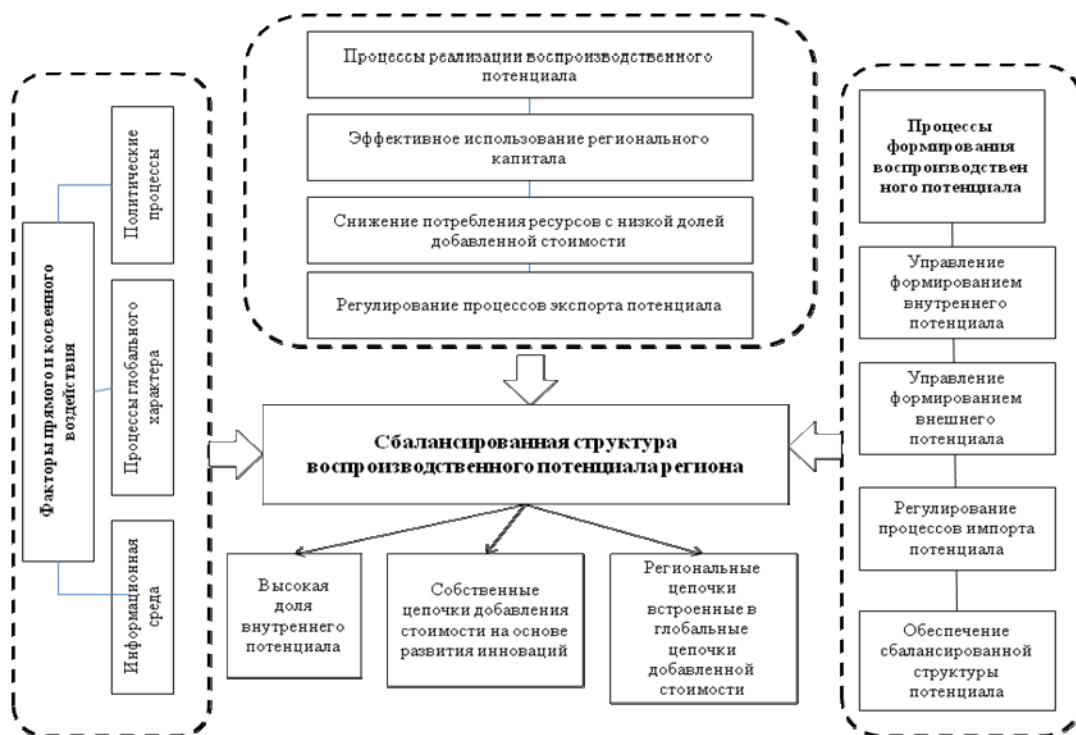 Процессы реализации воспроизводственного
потенциала
Эффективное использование регионального
капитала
Снижение потребления ресурсов с низкой долей
добавленной стоимости
Регулирование процессов экспорта потенциала
Факторы прямого и косвенного
воздействия
Политические
процессы
Процессы глобального
характера
Информационная
среда
Сбалансированная структура
воспроизводственного потенциала региона
Высокая
доля
внутреннего
потенциала
Собственные
цепочки добавления
стоимости на основе
развития инноваций
Региональные
цепочки
встроенные в
глобальные
цепочки
добавленной
стоимости
Процессы
формирования
воспроизводствен
ного потенциала
Управление
формированием
внутреннего
потенциала
Управление
формированием
внешнего
потенциала
Регулирование
процессов импорта
потенциала
Обеспечение
сбалансированной
структуры
потенциала